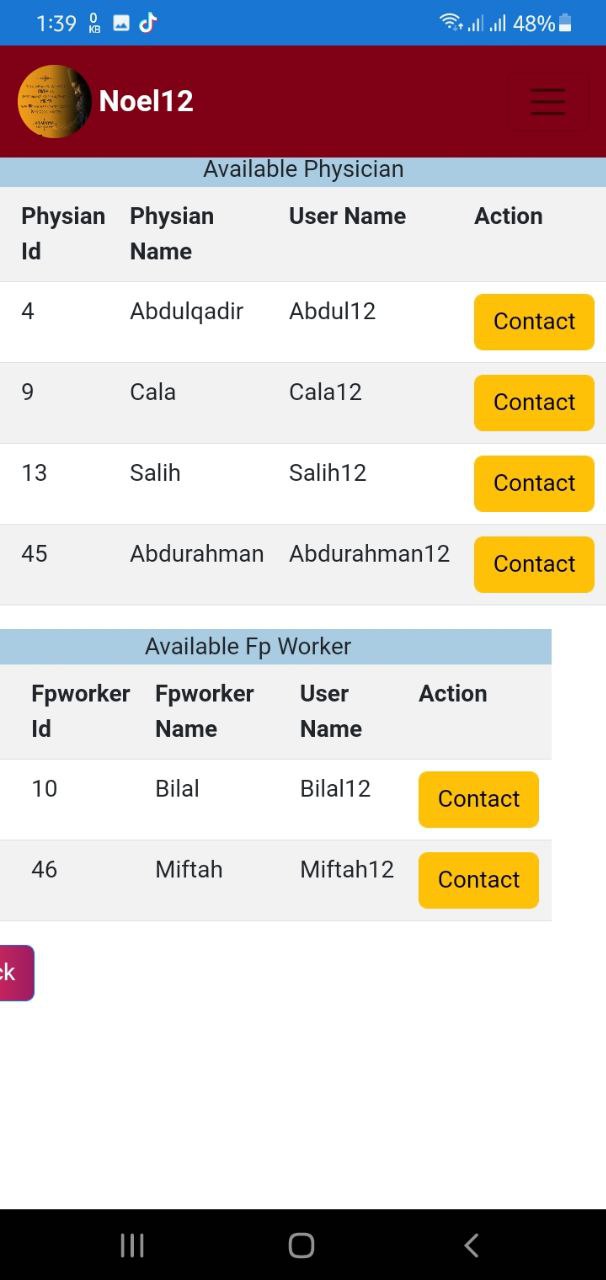 1:39 0 KB 48%
Noel12
Available Physician
Physian Id Physian Name User Name Action
4 Abdulqadir Abdul12 Contact
9 Cala Cala12 Contact
13 Salih Salih12 Contact
45 Abdurahman Abdurahman12 Contact
Available Fp Worker
Fpworker Id Fpworker Name User Name Action
10 Bilal Bilal12 Contact
46 Miftah Miftah12 Contact
ck